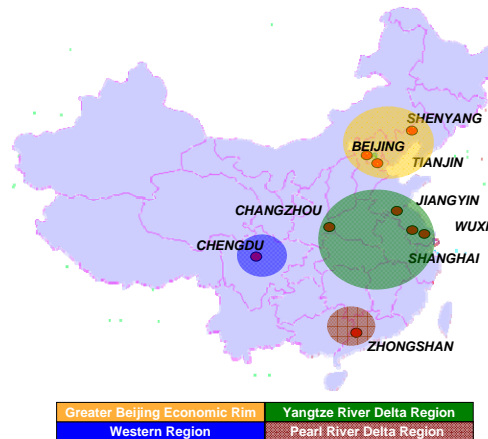 SHENYANG
BEIJING
TIANJIN
JIANGYIN
CHANGZHOU
WUXI
CHENGDU
SHANGHAI
ZHONGSHAN
Greater Beijing Economic Rim
Yangtze River Delta Region
Western Region
Pearl River Delta Region